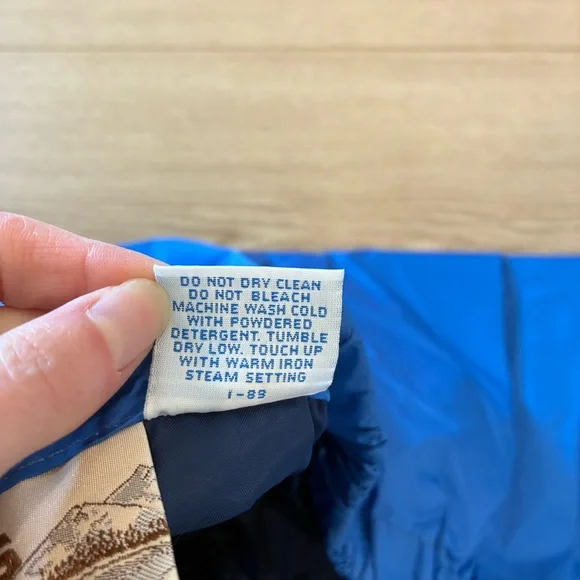 DO NOT DRY CLEAN
DO NOT BLEACH
MACHINE WASH COLD
WITH POWDERED
DETERGENT. TUMBLE
DRY LOW. TOUCH UP
WITH WARM IRON
STEAM SETTING
1-89